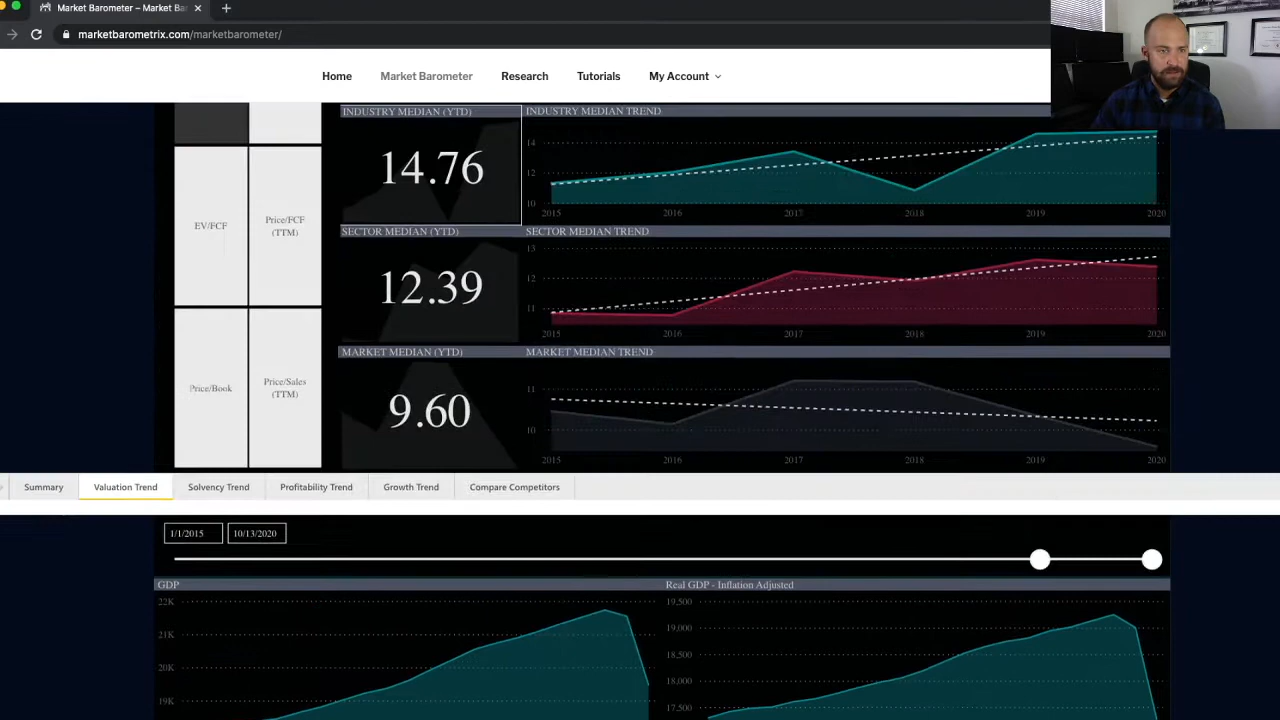 Market Barometer – Market Bar
marketbarometrix.com/marketbarometer/
Home
Market Barometer
Research
Tutorials
My Account
INDUSTRY MEDIAN (YTD)
INDUSTRY MEDIAN TREND
14.76
14
12
10
2015 2016 2017 2018 2019 2020
EV/FCF
Price/FCF
(TTM)
SECTOR MEDIAN (YTD)
SECTOR MEDIAN TREND
12.39
13
12
11
2015 2016 2017 2018 2019 2020
MARKET MEDIAN (YTD)
MARKET MEDIAN TREND
9.60
11
10
2015 2016 2017 2018 2019 2020
Price/Book
Price/Sales
(TTM)
Summary
Valuation Trend
Solvency Trend
Profitability Trend
Growth Trend
Compare Competitors
1/1/2015
10/13/2020
GDP
22K
21K
20K
19K
Real GDP - Inflation Adjusted
19,500
19,000
18,500
18,000
17,500